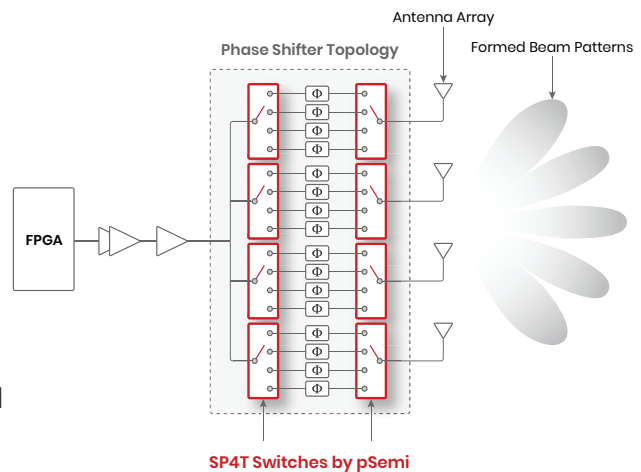 Antenna Array
Phase Shifter Topology
Formed Beam Patterns
Φ
Φ
Φ
Φ
Φ
Φ
Φ
Φ
FPGA
Φ
Φ
Φ
Φ
Φ
Φ
Φ
Φ
SP4T Switches by pSemi